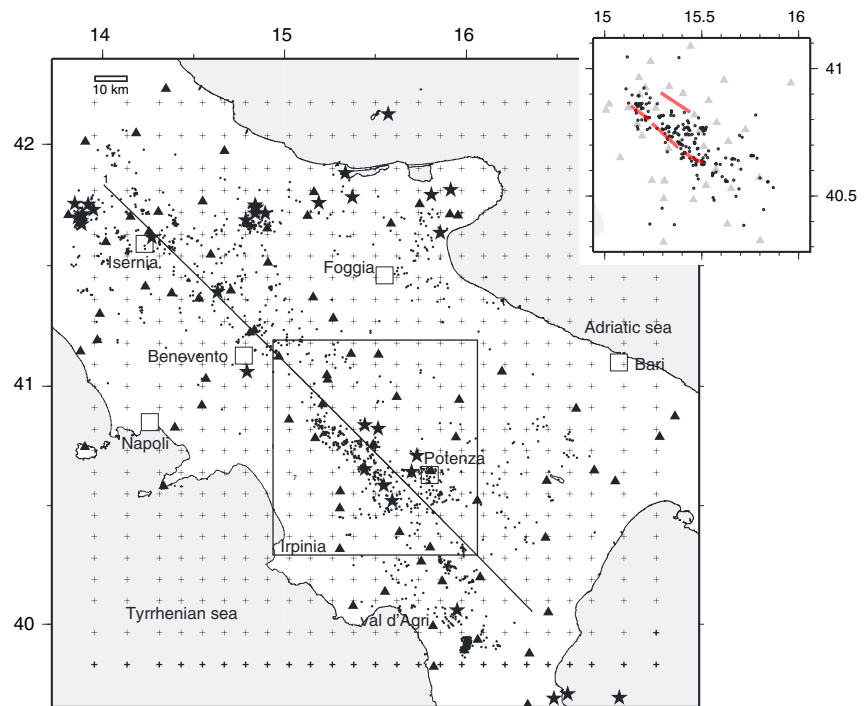 14
15
16
15
15.5
16
41
40.5
10 km
42
41
40
1
Isernia
Foggia
Adriatic sea
Benevento
Bari
Napoli
Potenza
7
Irpinia
Tyrrhenian sea
val d'Agri